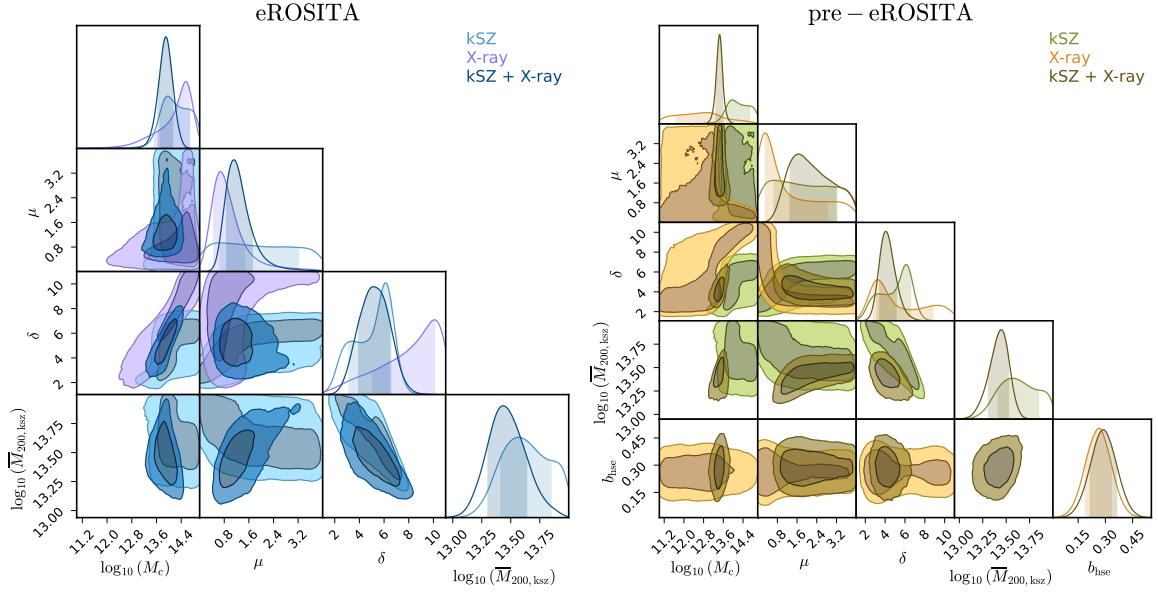 eROSITA
kSZ
X-ray
kSZ + X-ray
μ
3.2
2.4
1.6
0.8
δ
10
8
6
4
2
log₁₀ (M̅₂₀₀, ksz)
13.75
13.50
13.25
13.00
11.2 12.0 12.8 13.6 14.4
0.8 1.6 2.4 3.2
2 4 6 8 10
13.00 13.25 13.50 13.75
log₁₀ (M_c)
μ
δ
log₁₀ (M̅₂₀₀, ksz)
pre − eROSITA
kSZ
X-ray
kSZ + X-ray
μ
3.2
2.4
1.6
0.8
δ
10
8
6
4
2
log₁₀ (M̅₂₀₀, ksz)
13.75
13.50
13.25
13.00
b_hse
0.45
0.30
0.15
11.2 12.0 12.8 13.6 14.4
0.8 1.6 2.4 3.2
2 4 6 8 10
13.00 13.25 13.50 13.75
0.15 0.30 0.45
log₁₀ (M_c)
μ
δ
log₁₀ (M̅₂₀₀, ksz)
b_hse